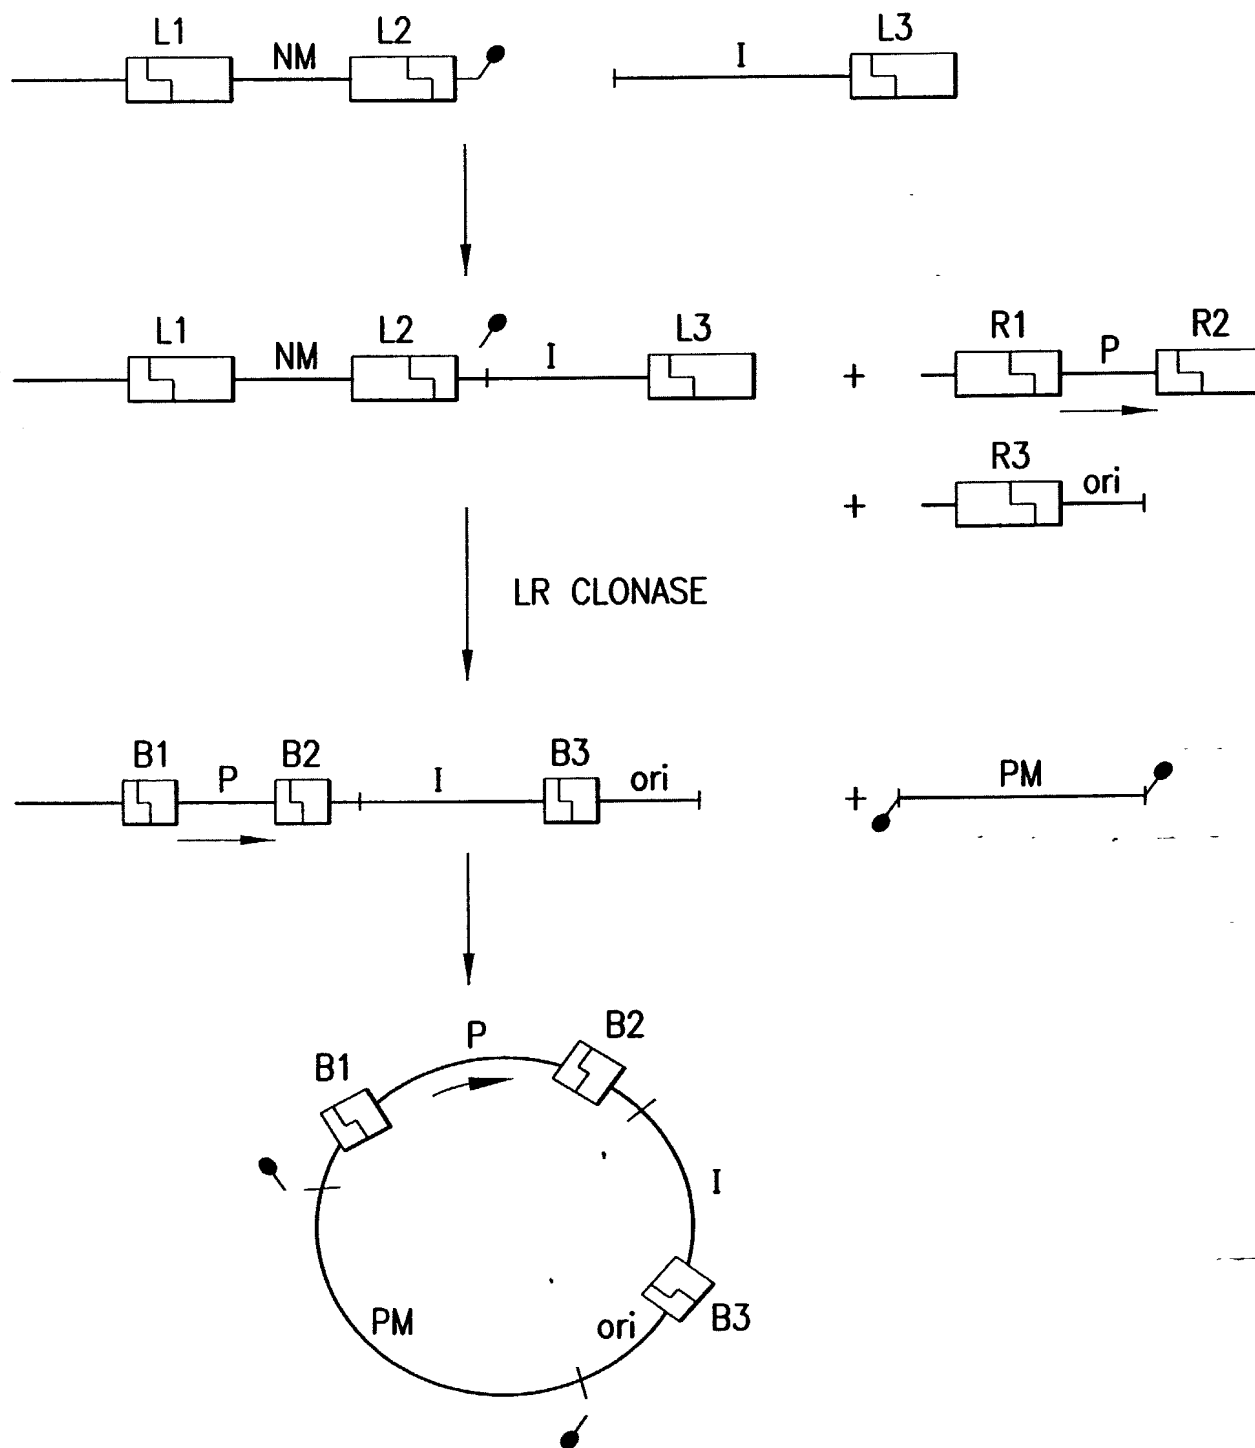 L1 NM L2 I L3
L1 NM L2 I L3 + R1 P R2
+ R3 ori
LR CLONASE
B1 P B2 I B3 ori + PM
P B2
B1
I
PM ori B3